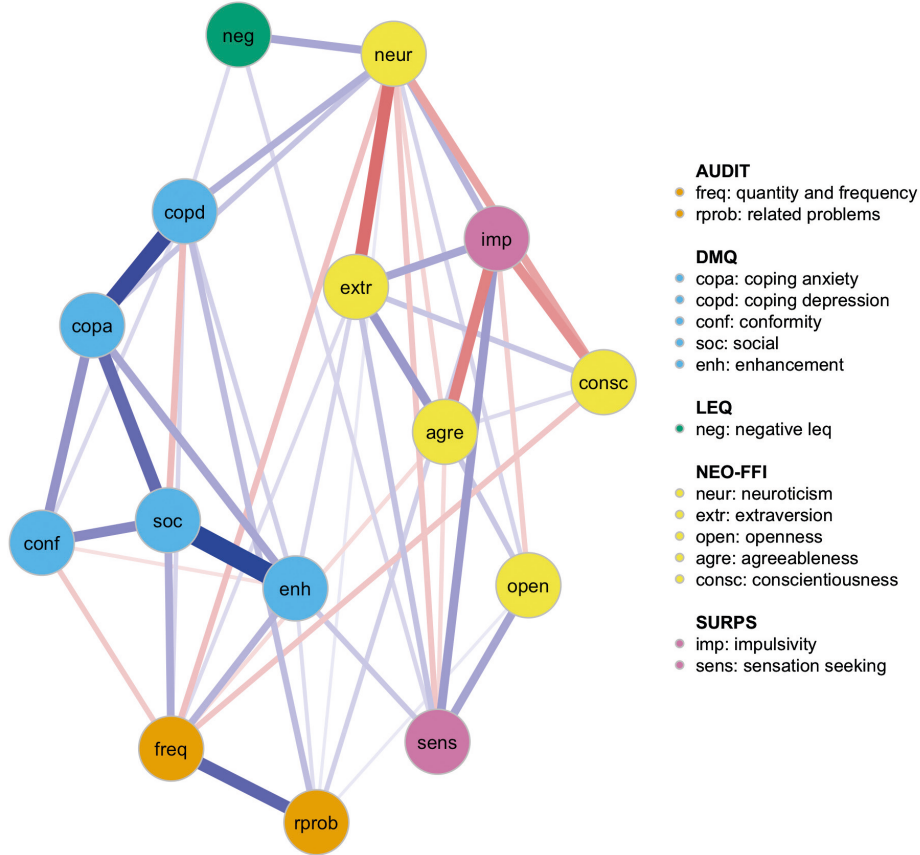 neg
neur
copd
imp
extr
copa
consc
agre
soc
conf
open
enh
sens
freq
rprob
AUDIT
freq: quantity and frequency
rprob: related problems
DMQ
copa: coping anxiety
copd: coping depression
conf: conformity
soc: social
enh: enhancement
LEQ
neg: negative leq
NEO-FFI
neur: neuroticism
extr: extraversion
open: openness
agre: agreeableness
consc: conscientiousness
SURPS
imp: impulsivity
sens: sensation seeking